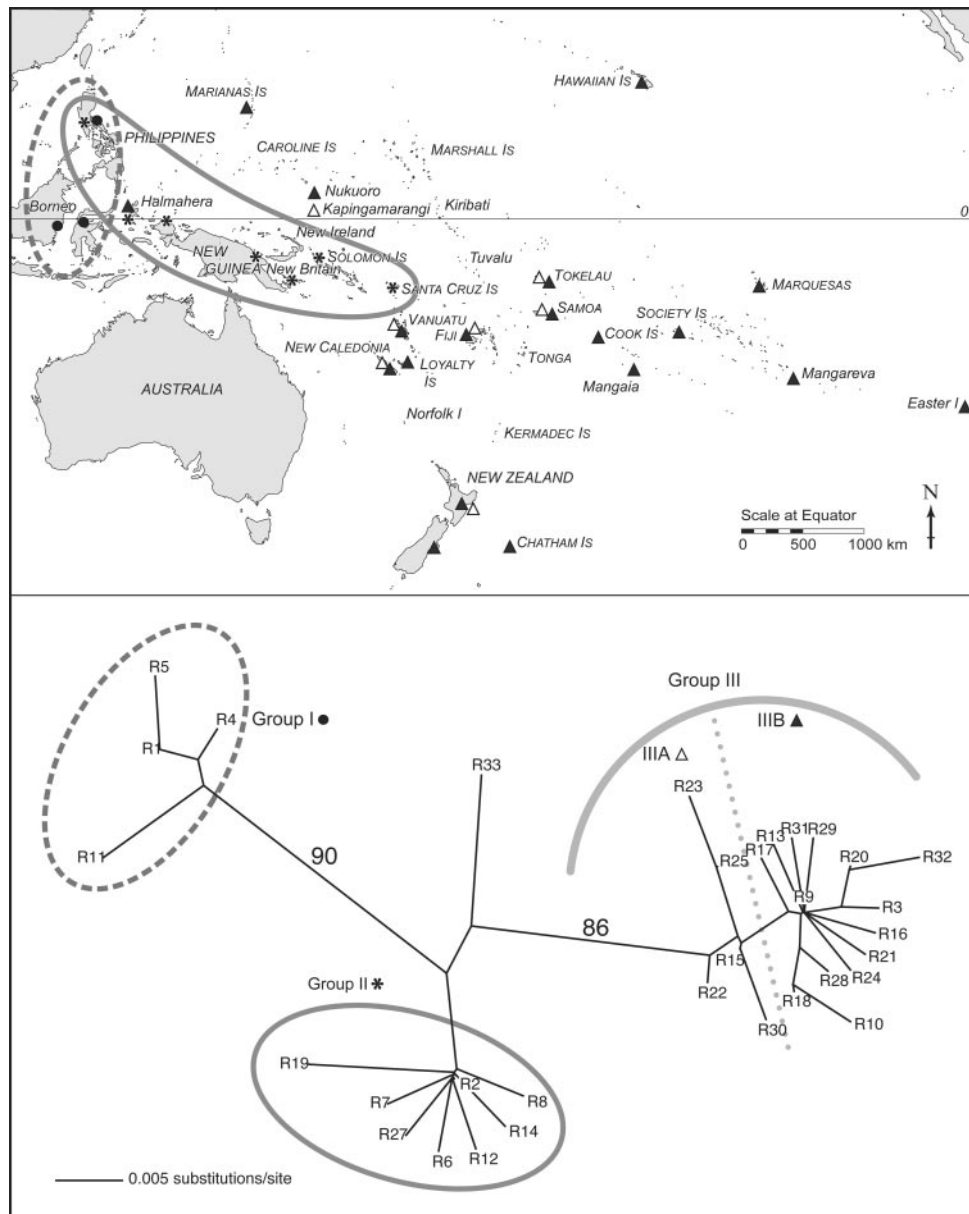 HAWAIIAN IS
MARIANAS IS
PHILIPPINES
CAROLINE IS
MARSHALL IS
Nukuoro
Kapingamarangi
Kiribati
Borneo
Halmahera
0
New Ireland
NEW
GUINEA
New Britain
SOLOMON IS
Tuvalu
SANTA CRUZ IS
TOKELAU
MARQUESAS
SAMOA
SOCIETY IS
VANUATU
FIJI
COOK IS
NEW CALEDONIA
LOYALTY
IS
TONGA
Mangaia
Mangareva
AUSTRALIA
Easter I
Norfolk I
KERMADEC IS
NEW ZEALAND
CHATHAM IS
Scale at Equator
0 500 1000 km
N
R5
R4
Group I
R1
R11
90
R33
Group III
IIIB
IIIA
R23
R25
R17
R13
R31
R29
R20
R32
R9
R3
R16
R21
R24
R28
R15
R22
R18
R10
R30
86
Group II
R19
R2
R7
R8
R27
R14
R6
R12
0.005 substitutions/site